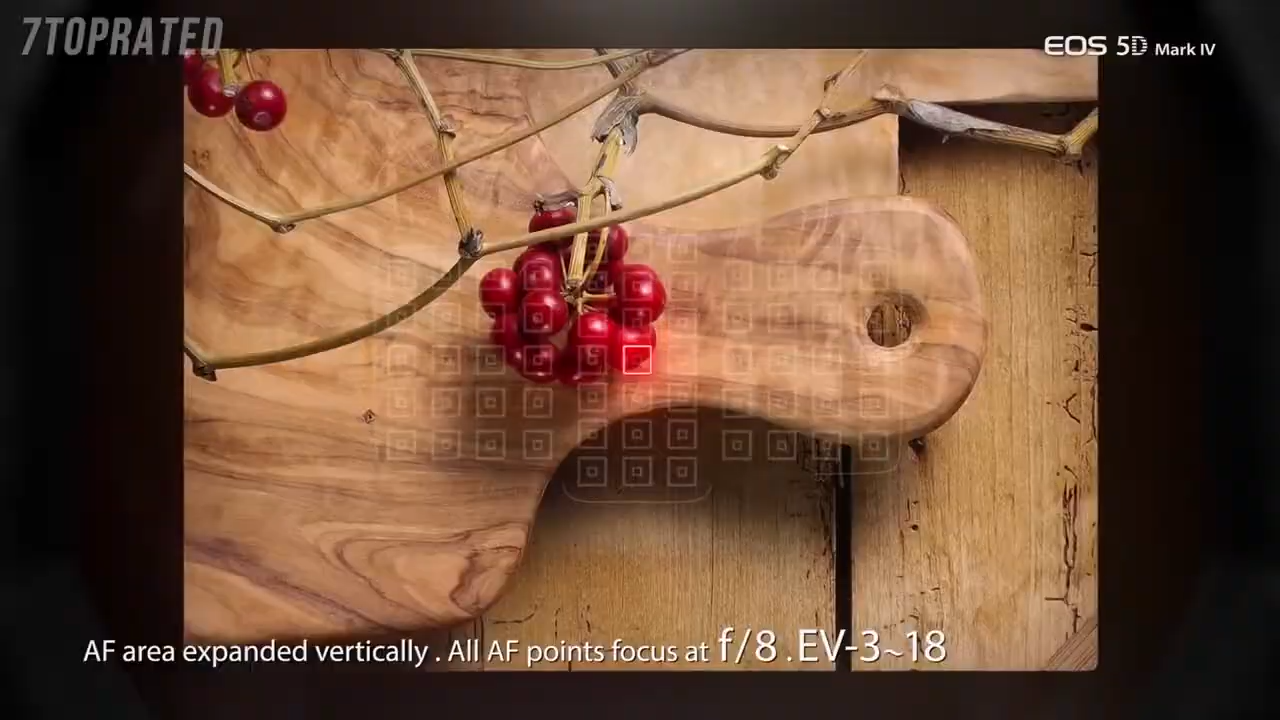 7TOPRATED
EOS 5D Mark IV
AF area expanded vertically . All AF points focus at f/8 .EV-3~18